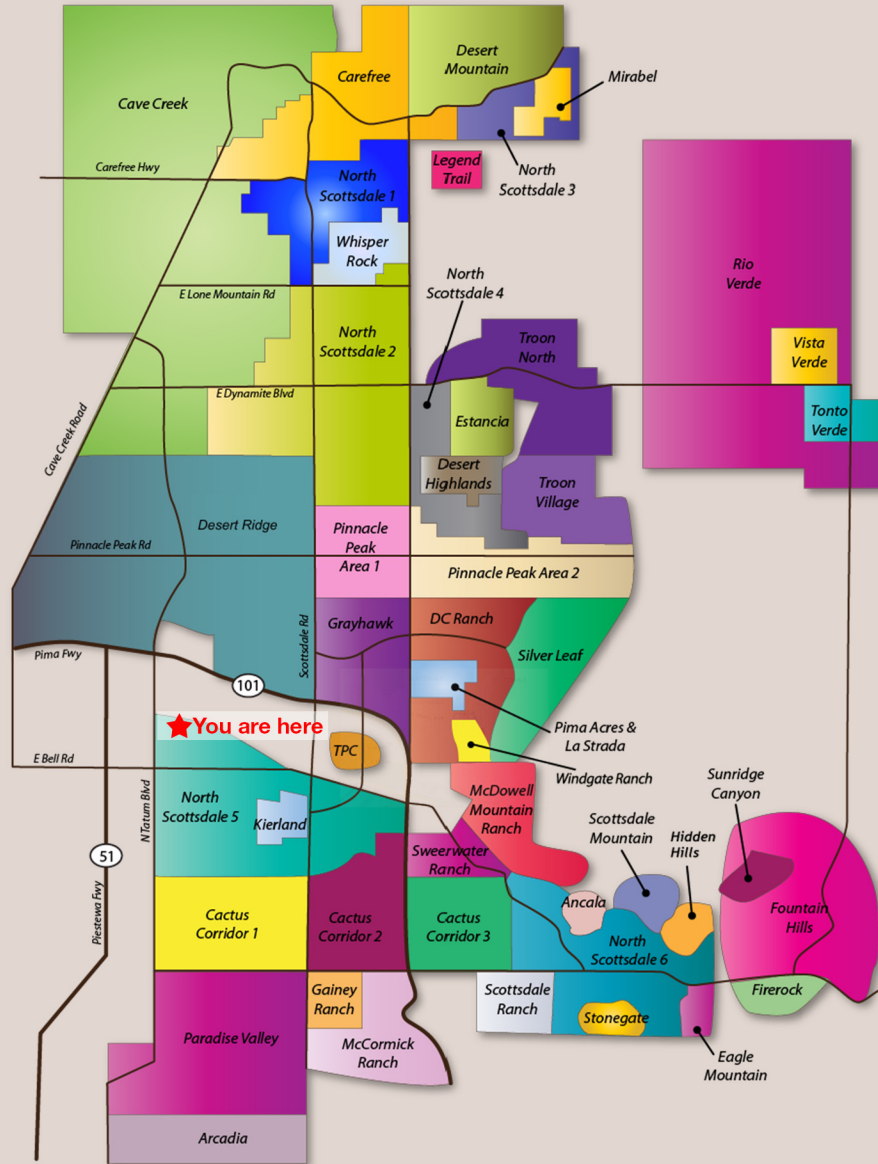 Desert
Mountain
Carefree
Mirabel
Cave Creek
Carefree Hwy
Legend
Trail
North
Scottsdale 3
North
Scottsdale 1
Whisper
Rock
Rio
Verde
North
Scottsdale 4
E Lone Mountain Rd
North
Scottsdale 2
Troon
North
Vista
Verde
E Dynamite Blvd
Tonto
Verde
Estancia
Cave Creek Road
Desert
Highlands
Troon
Village
Desert Ridge
Pinnacle
Peak
Area 1
Pinnacle Peak Rd
Pinnacle Peak Area 2
Scottsdale Rd
Grayhawk
DC Ranch
Silver Leaf
Pima Fwy
101
You are here
Pima Acres &
La Strada
TPC
E Bell Rd
Windgate Ranch
N Tatum Blvd
North
Scottsdale 5
Kierland
McDowell
Mountain
Ranch
Sunridge
Canyon
Scottsdale
Mountain
Hidden
Hills
51
Sweerwater
Ranch
Piestewa Fwy
Ancala
Cactus
Corridor 1
Cactus
Corridor 2
Cactus
Corridor 3
North
Scottsdale 6
Fountain
Hills
Gainey
Ranch
Scottsdale
Ranch
Stonegate
Firerock
Paradise Valley
McCormick
Ranch
Eagle
Mountain
Arcadia